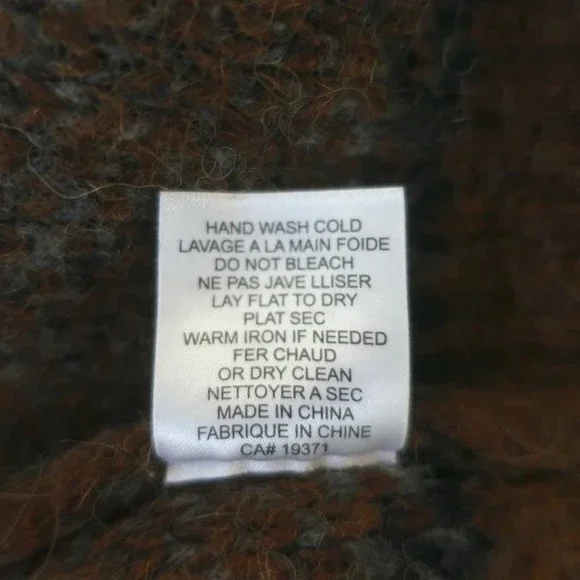 HAND WASH COLD
LAVAGE A LA MAIN FOIDE
DO NOT BLEACH
NE PAS JAVE LLISER
LAY FLAT TO DRY
PLAT SEC
WARM IRON IF NEEDED
FER CHAUD
OR DRY CLEAN
NETTOYER A SEC
MADE IN CHINA
FABRIQUE IN CHINE
CA# 19371